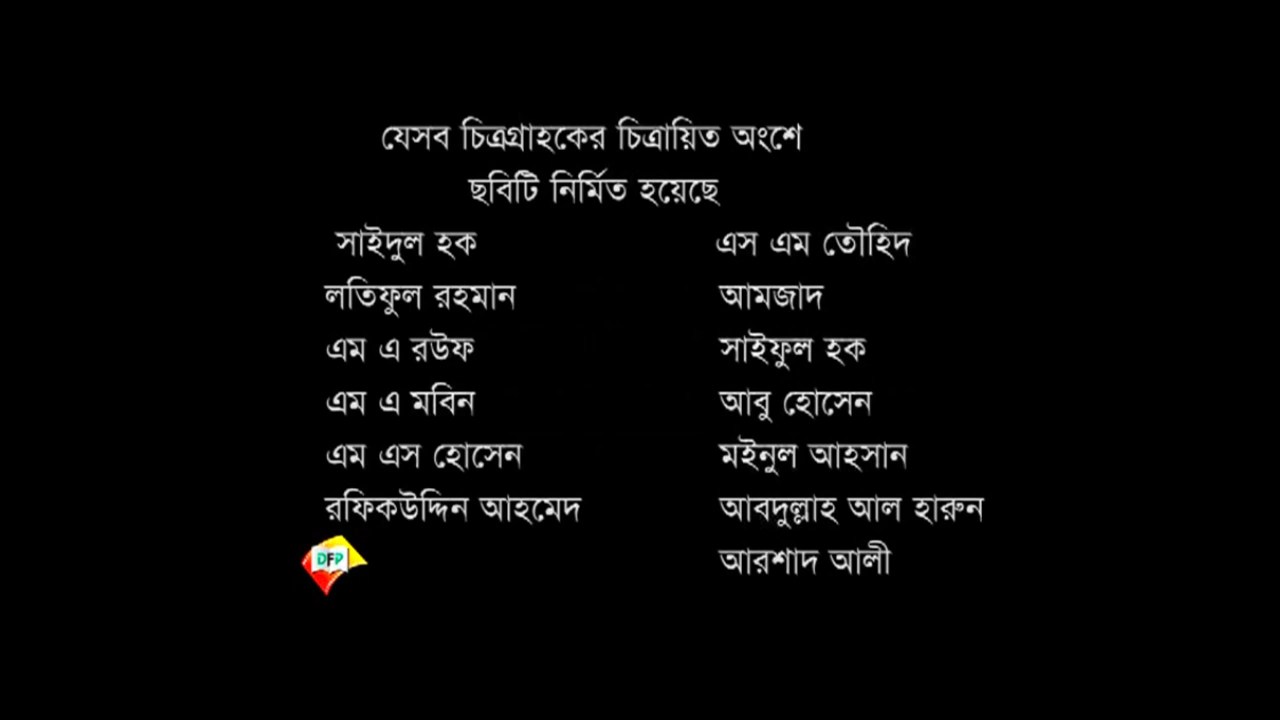 যেসব চিত্রগ্রাহকের চিত্রায়িত অংশে
ছবিটি নির্মিত হয়েছে
সাইদুল হক এস এম তৌহিদ
লতিফুল রহমান আমজাদ
এম এ রউফ সাইফুল হক
এম এ মবিন আবু হোসেন
এম এস হোসেন মইনুল আহসান
রফিকউদ্দিন আহমেদ আবদুল্লাহ আল হারুন
DFP আরশাদ আলী